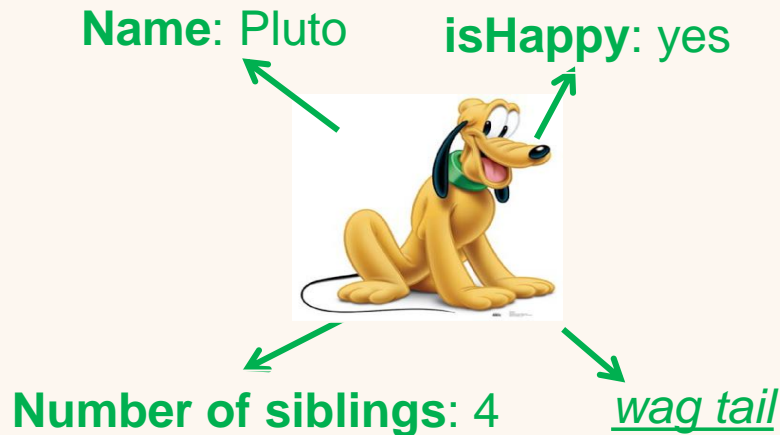 Name: Pluto
isHappy: yes
Number of siblings: 4
wag tail